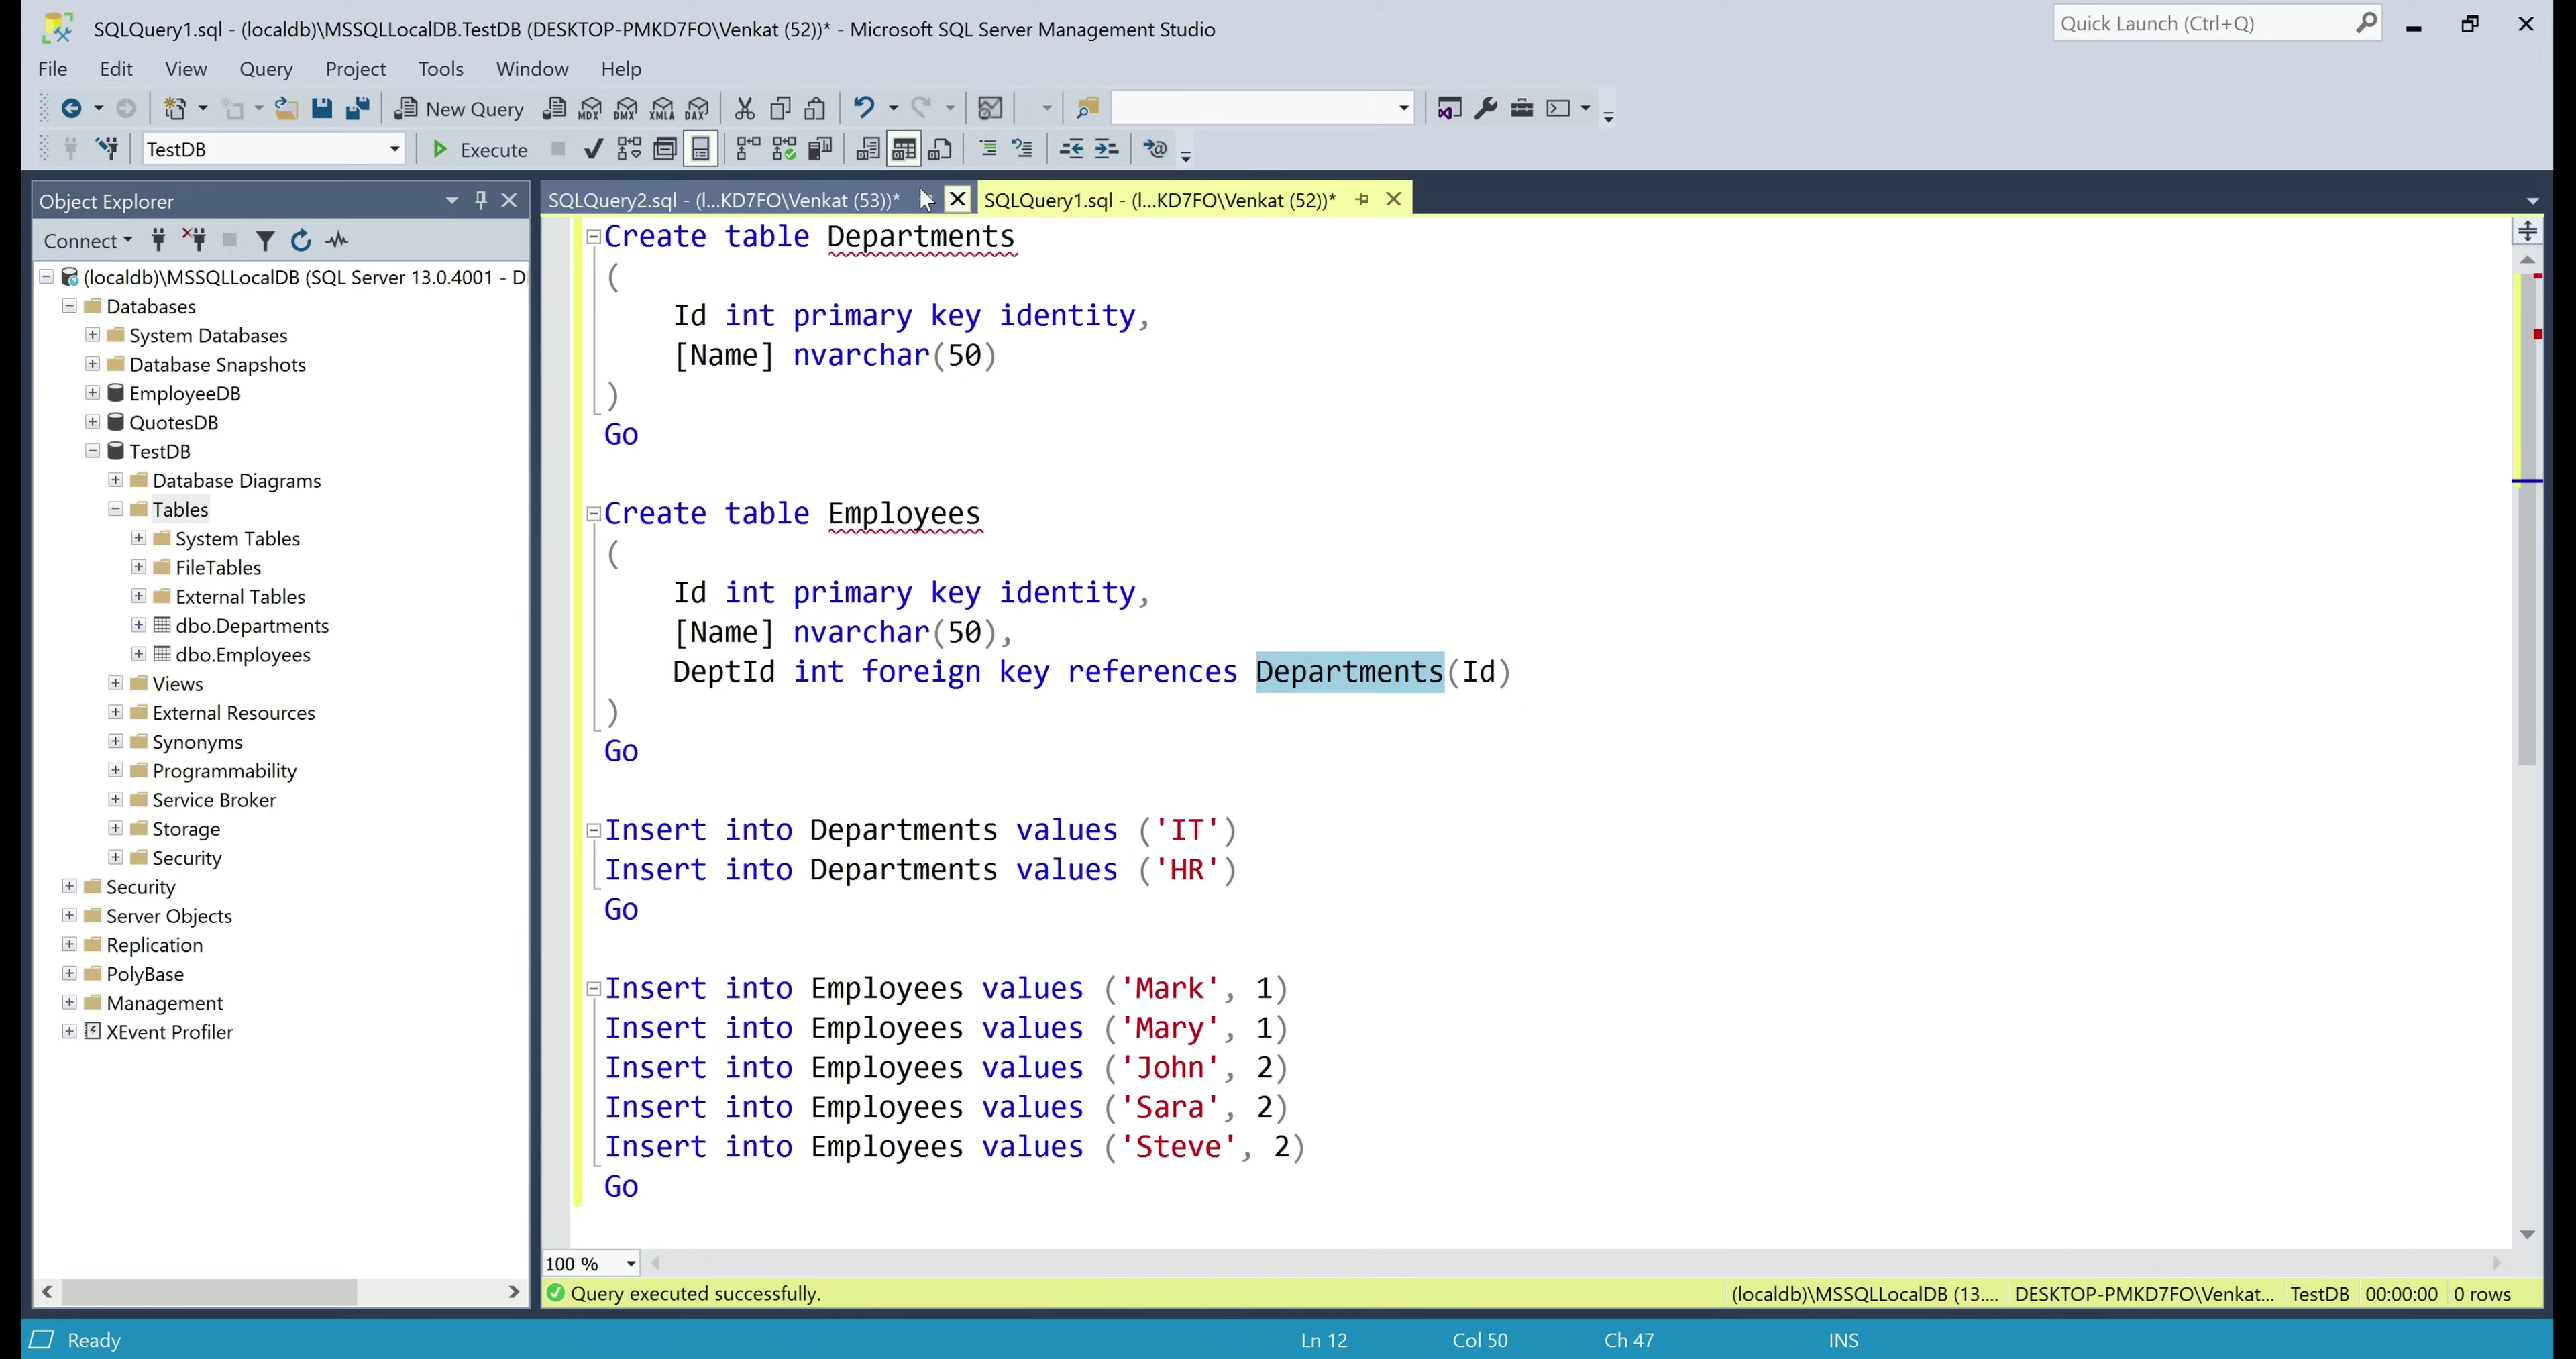 SQLQuery1.sql - (localdb)\MSSQLLocalDB.TestDB (DESKTOP-PMKD7FO\Venkat (52))* - Microsoft SQL Server Management Studio
Quick Launch (Ctrl+Q)
File Edit View Query Project Tools Window Help
New Query MDX DMX XMLA DAX
TestDB Execute
Object Explorer
SQLQuery2.sql - (l...KD7FO\Venkat (53))* SQLQuery1.sql - (l...KD7FO\Venkat (52))*
Connect
(localdb)\MSSQLLocalDB (SQL Server 13.0.4001 - D
Databases
System Databases
Database Snapshots
EmployeeDB
QuotesDB
TestDB
Database Diagrams
Tables
System Tables
FileTables
External Tables
dbo.Departments
dbo.Employees
Views
External Resources
Synonyms
Programmability
Service Broker
Storage
Security
Security
Server Objects
Replication
PolyBase
Management
XEvent Profiler
Create table Departments
(
Id int primary key identity,
[Name] nvarchar(50)
)
Go
Create table Employees
(
Id int primary key identity,
[Name] nvarchar(50),
DeptId int foreign key references Departments(Id)
)
Go
Insert into Departments values ('IT')
Insert into Departments values ('HR')
Go
Insert into Employees values ('Mark', 1)
Insert into Employees values ('Mary', 1)
Insert into Employees values ('John', 2)
Insert into Employees values ('Sara', 2)
Insert into Employees values ('Steve', 2)
Go
100 %
Query executed successfully. (localdb)\MSSQLLocalDB (13.... DESKTOP-PMKD7FO\Venkat... TestDB 00:00:00 0 rows
Ready Ln 12 Col 50 Ch 47 INS